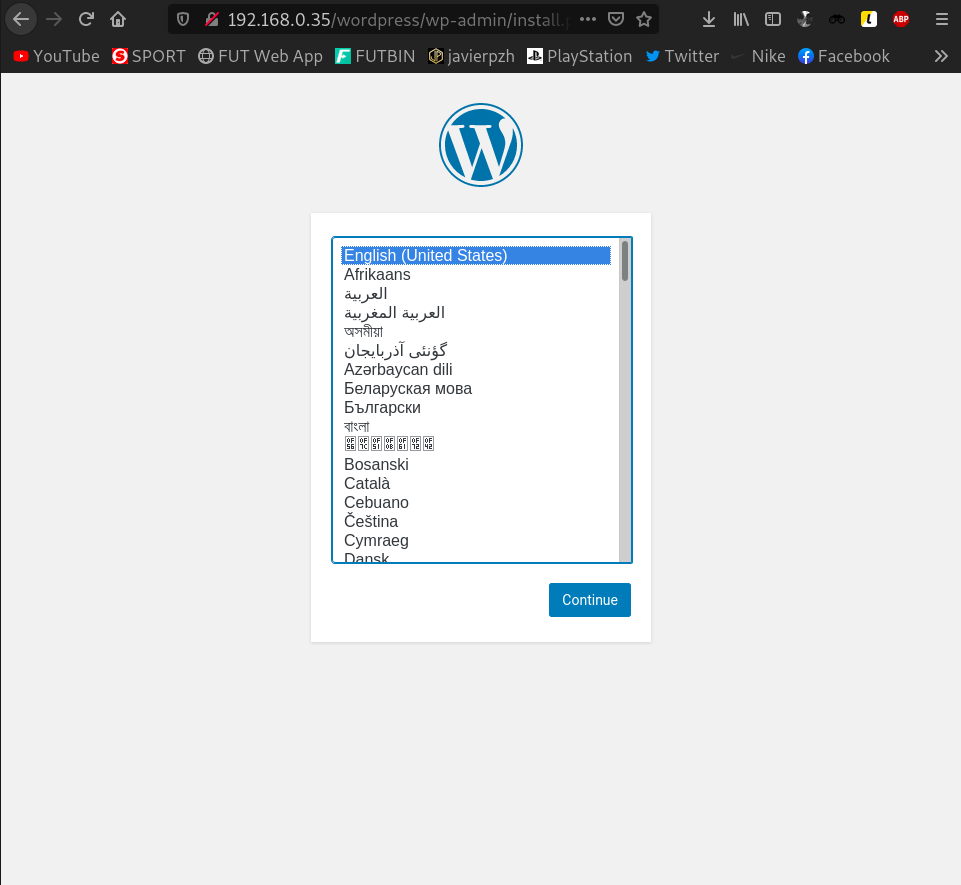 192.168.0.35/wordpress/wp-admin/install.p
YouTube SPORT FUT Web App FUTBIN javierpzh PlayStation Twitter Nike Facebook
English (United States)
Afrikaans
العربية
العربية المغربية
অসমীয়া
گؤنئی آذربایجان
Azərbaycan dili
Беларуская мова
Български
বাংলা
Bosanski
Català
Cebuano
Čeština
Cymraeg
Dansk
Continue